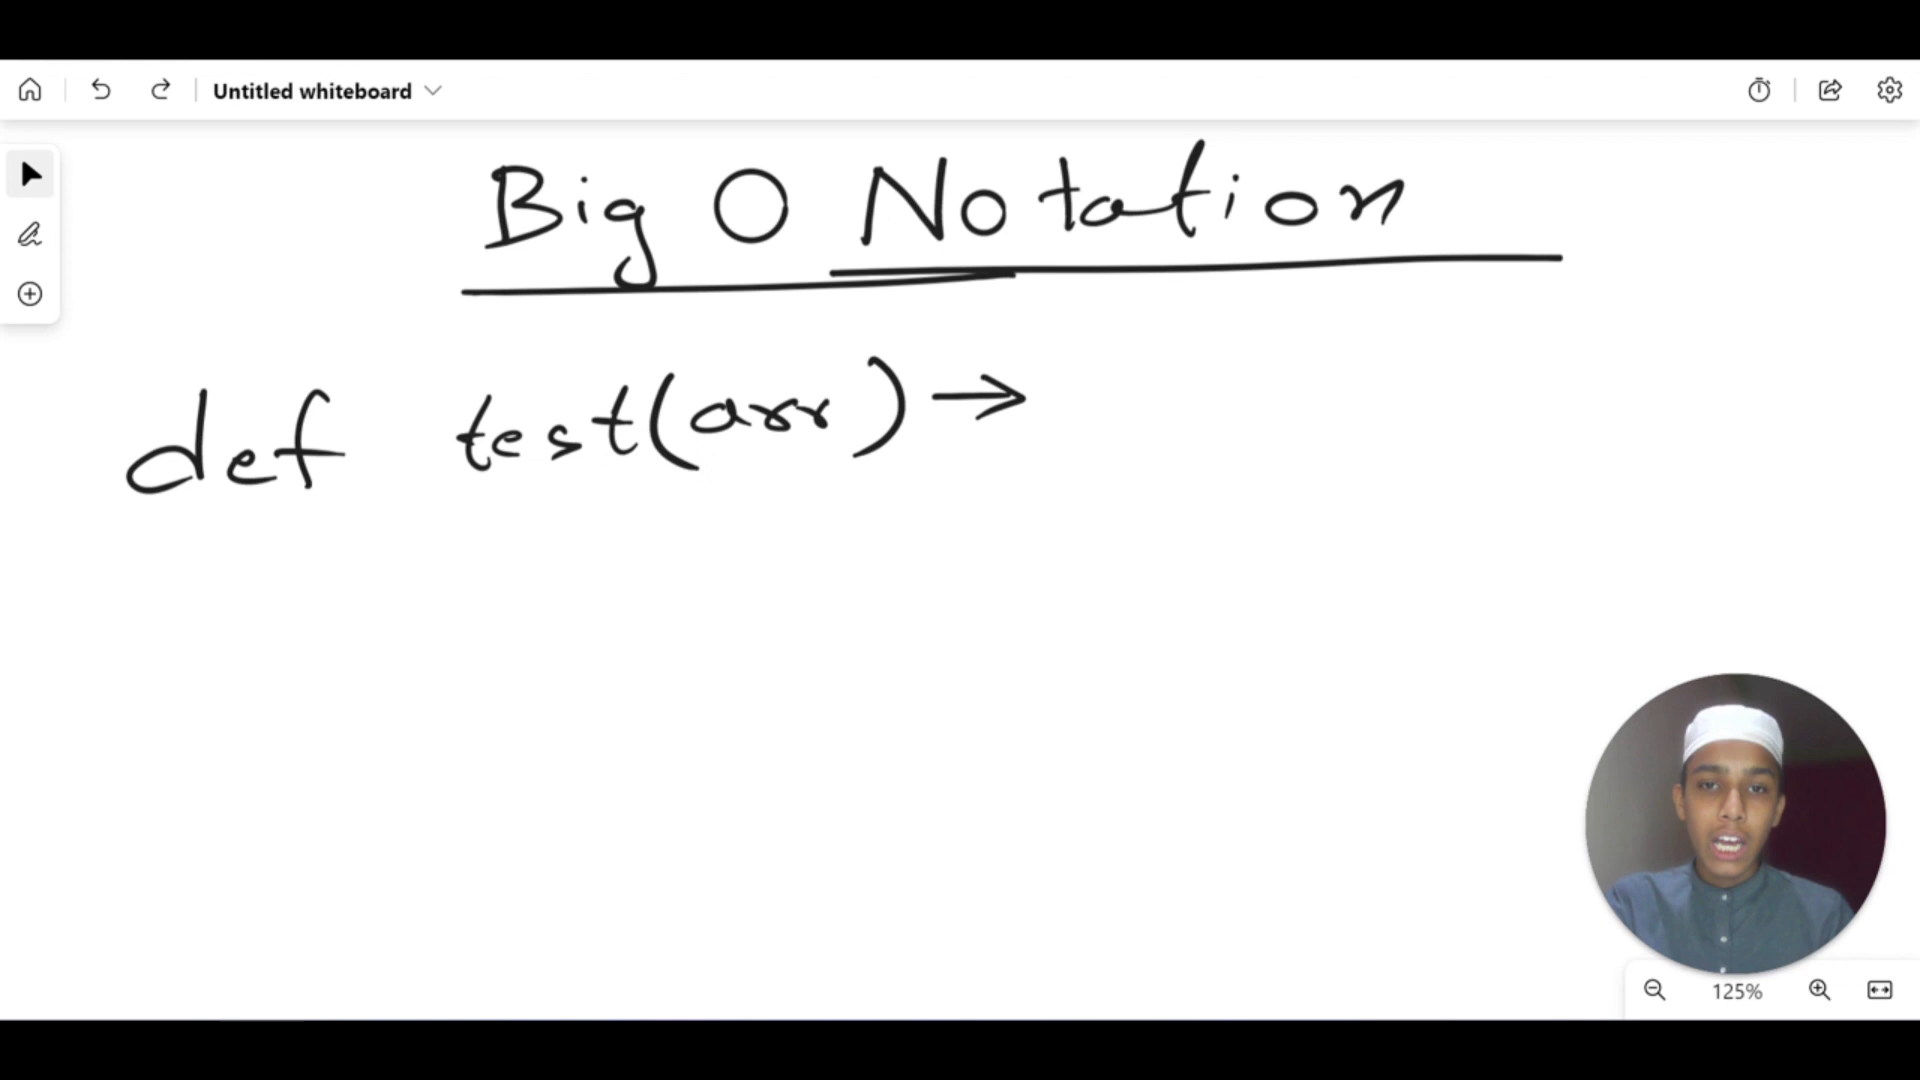 Untitled whiteboard
Big O Notation
def test(arr) →
125%